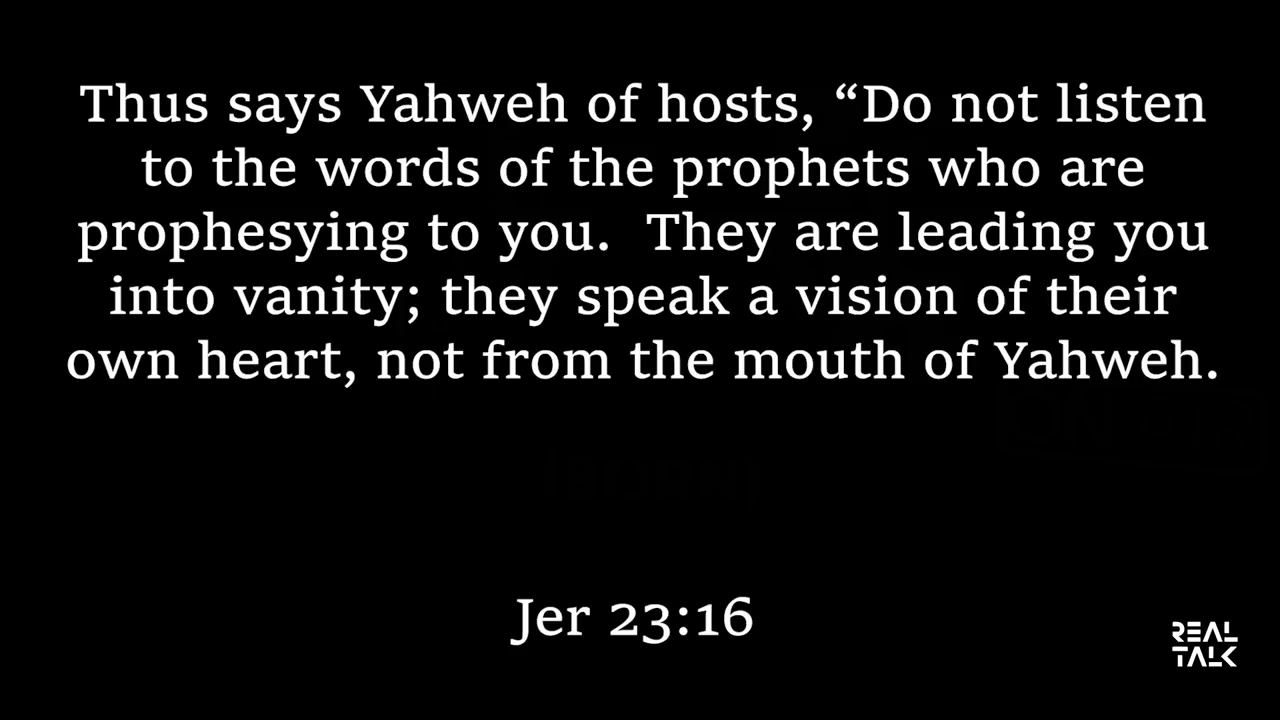 Thus says Yahweh of hosts, “Do not listen
to the words of the prophets who are
prophesying to you.  They are leading you
into vanity; they speak a vision of their
own heart, not from the mouth of Yahweh.
Jer 23:16
REAL
TALK